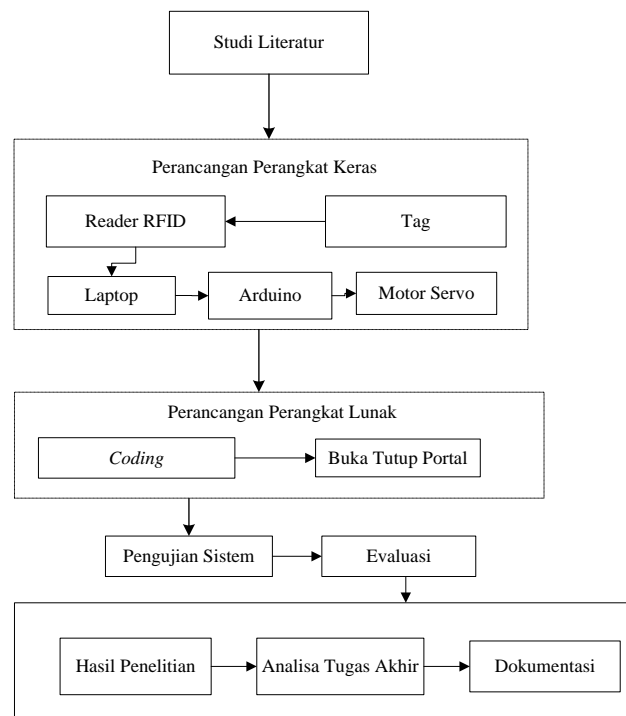 Studi Literatur
Perancangan Perangkat Keras
Reader RFID
Tag
Laptop
Arduino
Motor Servo
Perancangan Perangkat Lunak
Coding
Buka Tutup Portal
Pengujian Sistem
Evaluasi
Hasil Penelitian
Analisa Tugas Akhir
Dokumentasi